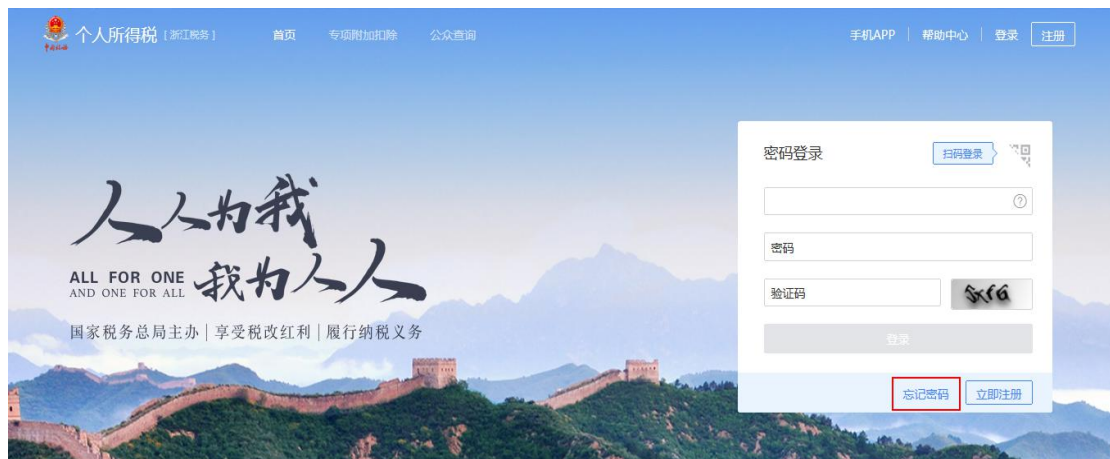 个人所得税 [ 浙江税务 ] 首页 专项附加扣除 公众查询 手机APP 帮助中心 登录 注册
密码登录 扫码登录
人人为我
ALL FOR ONE
AND ONE FOR ALL
我为人人
国家税务总局主办 | 享受税改红利 | 履行纳税义务
密码
验证码
登录
忘记密码 立即注册